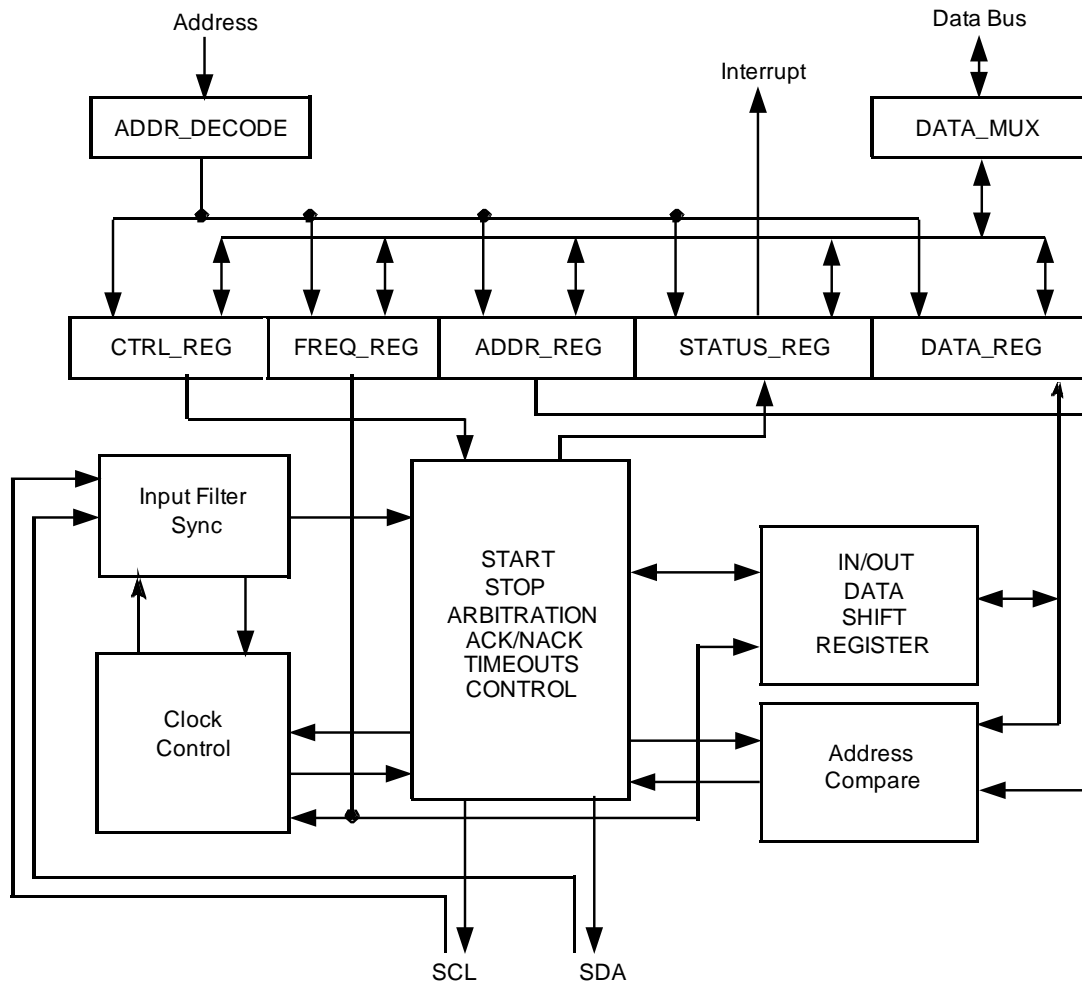 Address
Data Bus
Interrupt
ADDR_DECODE
DATA_MUX
CTRL_REG
FREQ_REG
ADDR_REG
STATUS_REG
DATA_REG
Input Filter
Sync
START
STOP
ARBITRATION
ACK/NACK
TIMEOUTS
CONTROL
IN/OUT
DATA
SHIFT
REGISTER
Clock
Control
Address
Compare
SCL
SDA